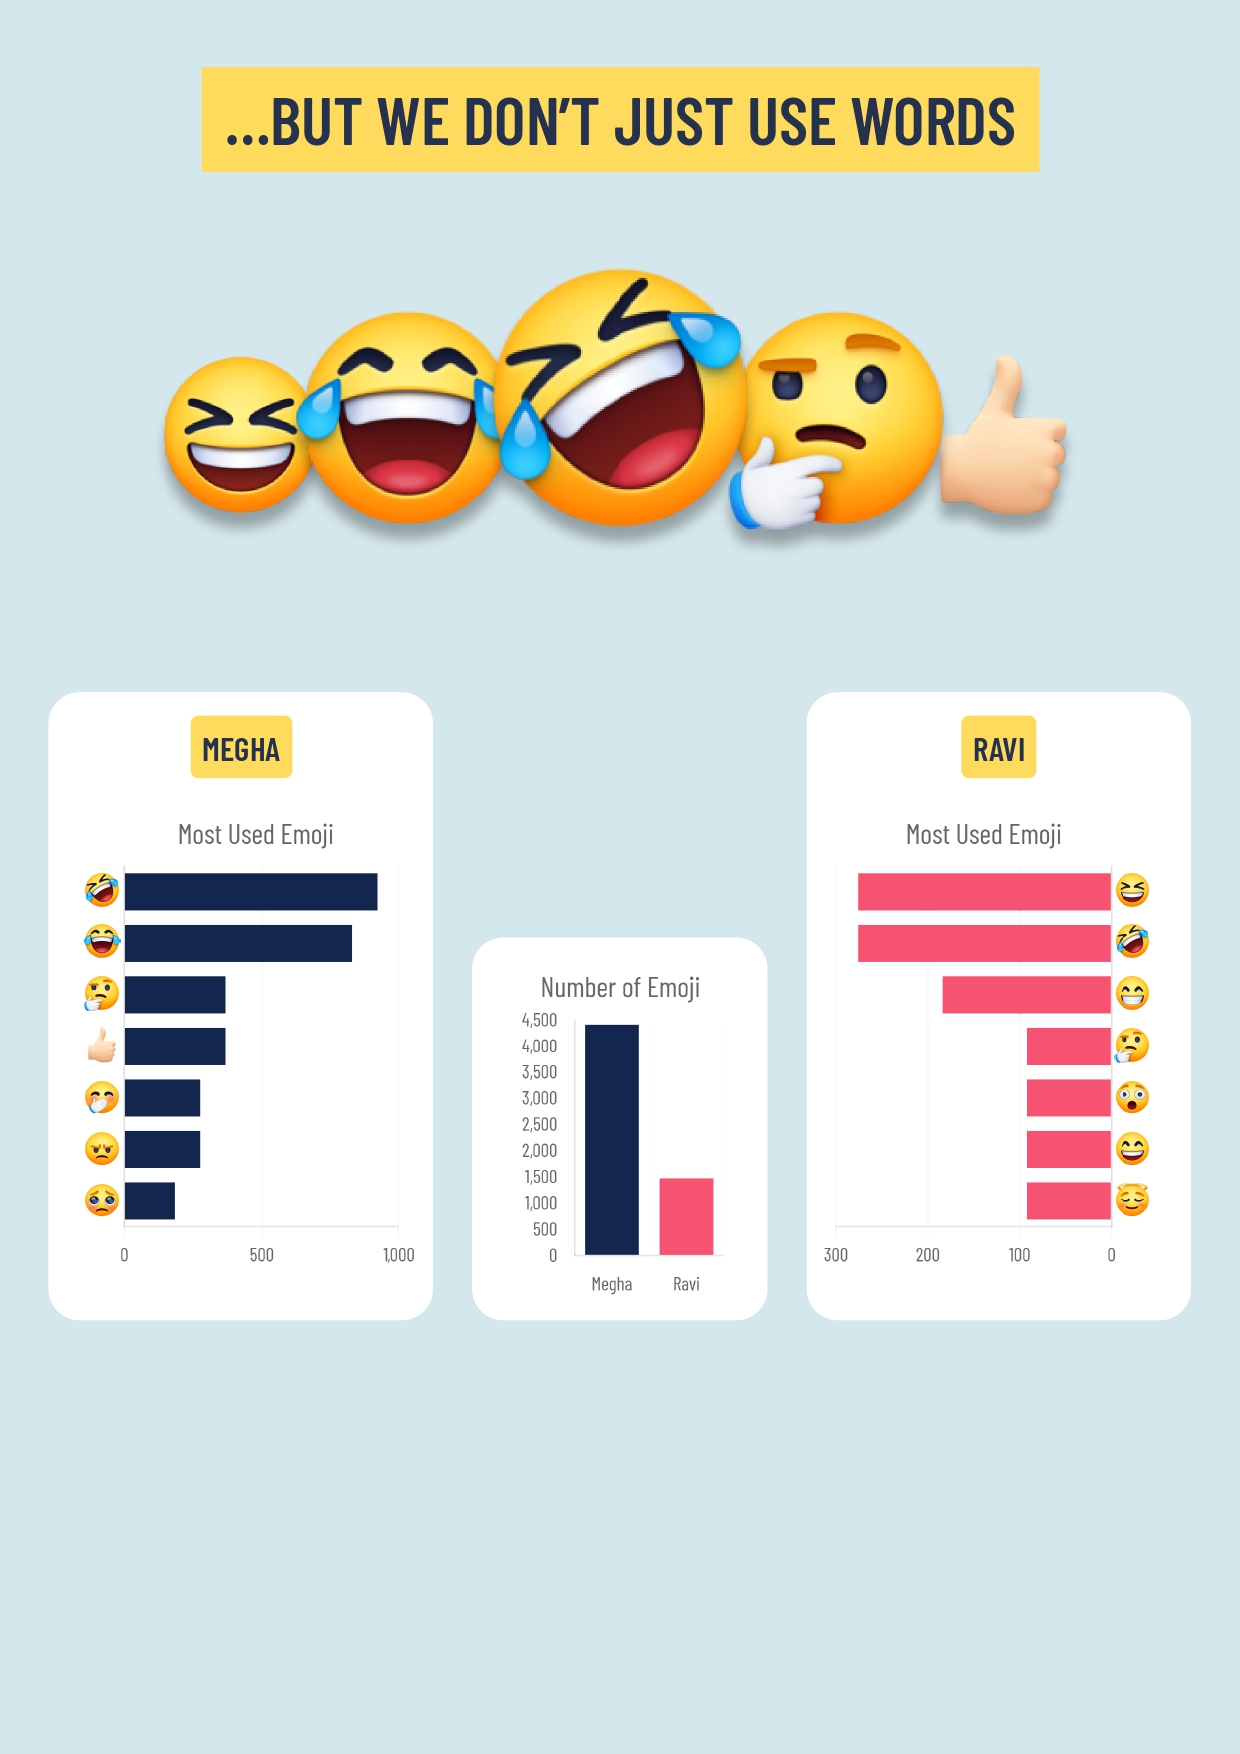 ...BUT WE DON'T JUST USE WORDS
MEGHA
Most Used Emoji
0 500 1,000
Number of Emoji
4,500
4,000
3,500
3,000
2,500
2,000
1,500
1,000
500
0
Megha Ravi
RAVI
Most Used Emoji
300 200 100 0